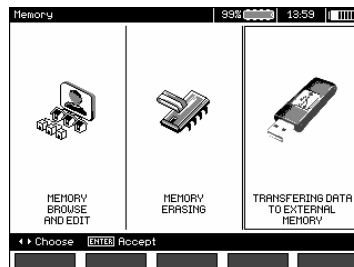 Memory 99% 13:59
MEMORY
BROWSE
AND EDIT
MEMORY
ERASING
TRANSFERING DATA
TO EXTERNAL
MEMORY
Choose ENTER Accept